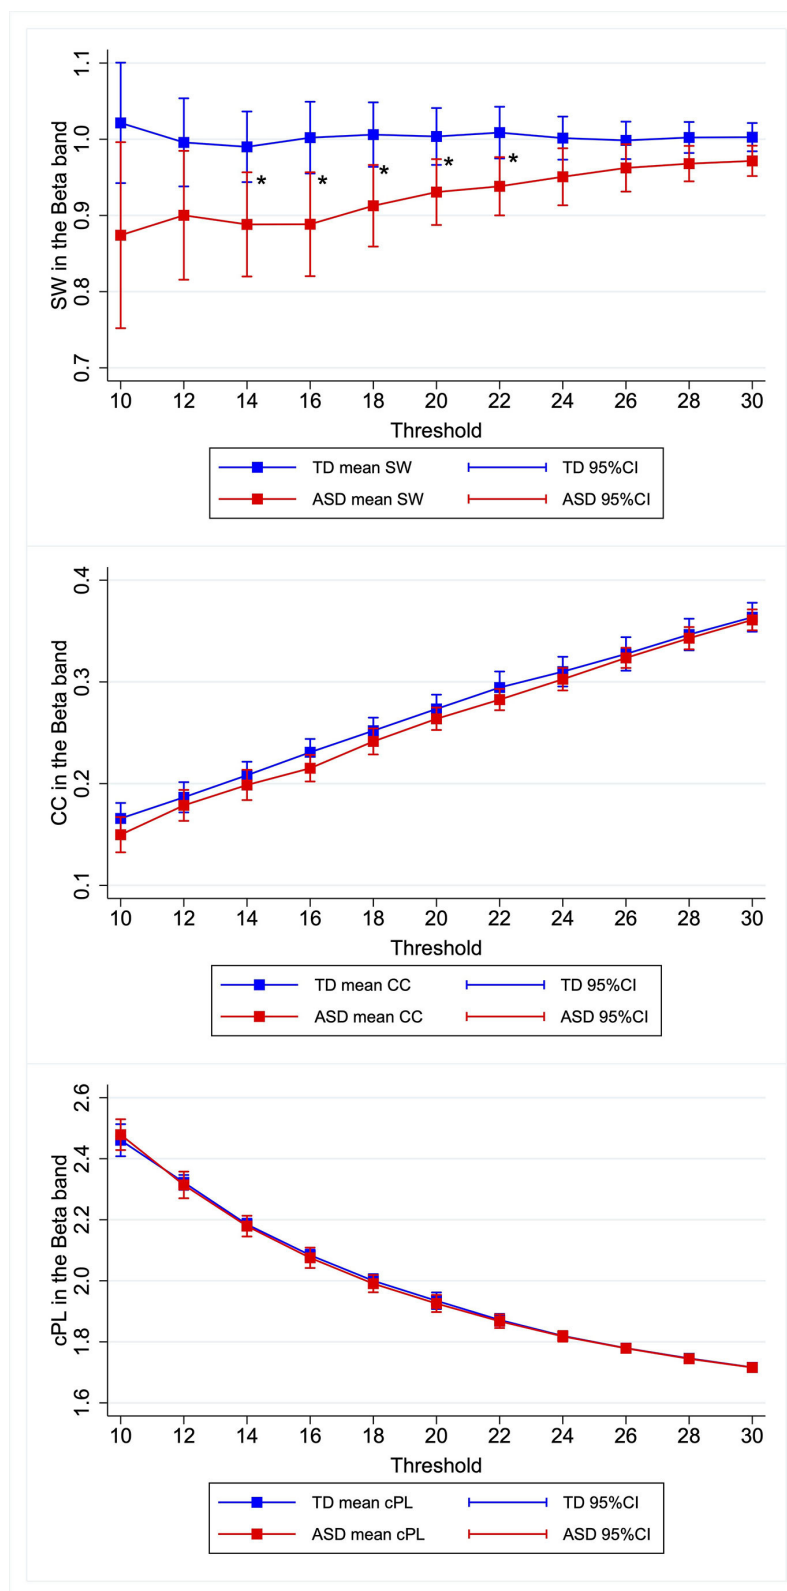 SW in the Beta band
1.1
1.0
0.9
0.8
0.7
* * * * *
10 12 14 16 18 20 22 24 26 28 30
Threshold
TD mean SW TD 95%CI
ASD mean SW ASD 95%CI
CC in the Beta band
0.4
0.3
0.2
0.1
10 12 14 16 18 20 22 24 26 28 30
Threshold
TD mean CC TD 95%CI
ASD mean CC ASD 95%CI
cPL in the Beta band
2.6
2.4
2.2
2.0
1.8
1.6
10 12 14 16 18 20 22 24 26 28 30
Threshold
TD mean cPL TD 95%CI
ASD mean cPL ASD 95%CI